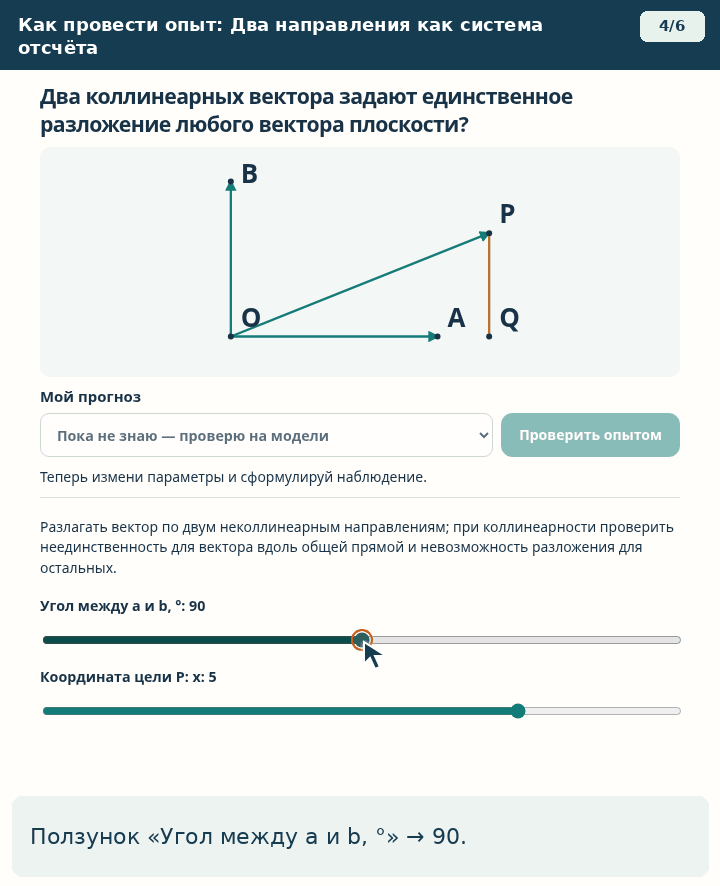 Как провести опыт: Два направления как система
отсчёта
4/6
Два коллинеарных вектора задают единственное
разложение любого вектора плоскости?
B
P
O
A
Q
Мой прогноз
Пока не знаю — проверю на модели
Проверить опытом
Теперь измени параметры и сформулируй наблюдение.
Разлагать вектор по двум неколлинеарным направлениям; при коллинеарности проверить
неединственность для вектора вдоль общей прямой и невозможность разложения для
остальных.
Угол между a и b, °: 90
Координата цели P: x: 5
Ползунок «Угол между a и b, °» → 90.